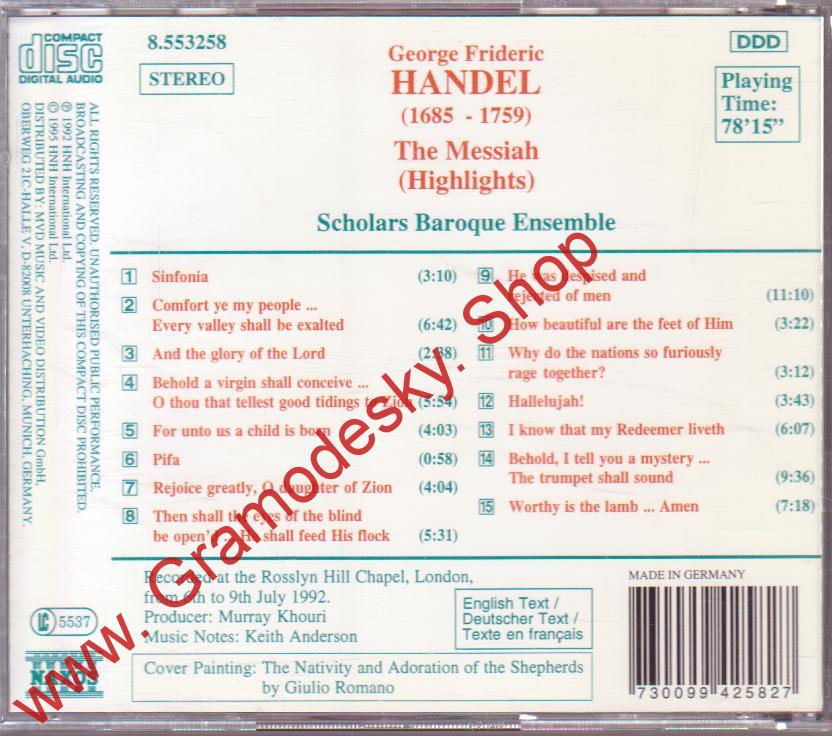 COMPACT
disc
DIGITAL AUDIO
8.553258
STEREO
George Frideric
HANDEL
(1685 - 1759)
The Messiah
(Highlights)
Scholars Baroque Ensemble
DDD
Playing
Time:
78'15”
ALL RIGHTS RESERVED. UNAUTHORISED PUBLIC PERFORMANCE,
BROADCASTING AND COPYING OF THIS COMPACT DISC PROHIBITED.
℗ 1992 HNH International Ltd.
© 1995 HNH International Ltd.
DISTRIBUTED BY: MVD MUSIC AND VIDEO DISTRIBUTION GmbH,
OBERWEG 21C-HALLE V. D-82008 UNTERHACHING, MUNICH, GERMANY.
1 Sinfonia (3:10)
2 Comfort ye my people ...
Every valley shall be exalted (6:42)
3 And the glory of the Lord (2:38)
4 Behold a virgin shall conceive ...
O thou that tellest good tidings to Zion (5:54)
5 For unto us a child is born (4:03)
6 Pifa (0:58)
7 Rejoice greatly, O daughter of Zion (4:04)
8 Then shall the eyes of the blind
be open'd ... He shall feed His flock (5:31)
9 He was despised and
rejected of men (11:10)
10 How beautiful are the feet of Him (3:22)
11 Why do the nations so furiously
rage together? (3:12)
12 Hallelujah! (3:43)
13 I know that my Redeemer liveth (6:07)
14 Behold, I tell you a mystery ...
The trumpet shall sound (9:36)
15 Worthy is the lamb ... Amen (7:18)
LC 5537
NAXOS
Recorded at the Rosslyn Hill Chapel, London,
from 6th to 9th July 1992.
Producer: Murray Khouri
Music Notes: Keith Anderson
English Text /
Deutscher Text /
Texte en français
Cover Painting: The Nativity and Adoration of the Shepherds
by Giulio Romano
MADE IN GERMANY
730099 425827
www. Gramodesky. Shop